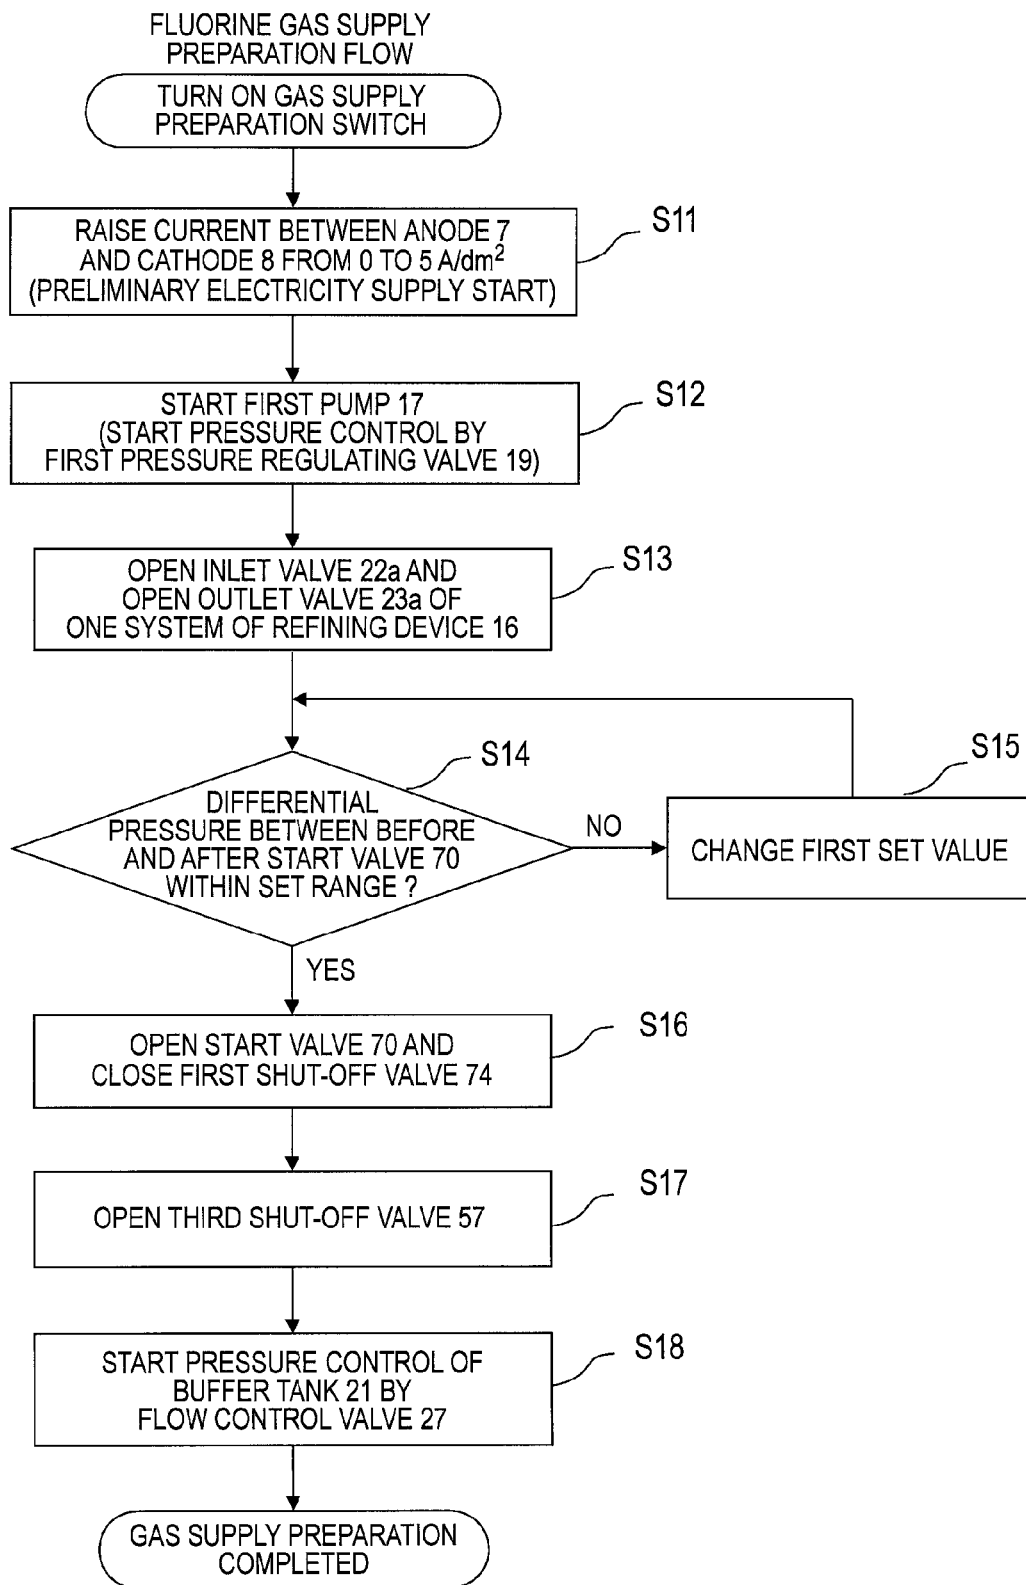 FLUORINE GAS SUPPLY
PREPARATION FLOW
TURN ON GAS SUPPLY
PREPARATION SWITCH
S11
RAISE CURRENT BETWEEN ANODE 7
AND CATHODE 8 FROM 0 TO 5 A/dm²
(PRELIMINARY ELECTRICITY SUPPLY START)
S12
START FIRST PUMP 17
(START PRESSURE CONTROL BY
FIRST PRESSURE REGULATING VALVE 19)
S13
OPEN INLET VALVE 22a AND
OPEN OUTLET VALVE 23a OF
ONE SYSTEM OF REFINING DEVICE 16
S14
DIFFERENTIAL
PRESSURE BETWEEN BEFORE
AND AFTER START VALVE 70
WITHIN SET RANGE ?
NO
S15
CHANGE FIRST SET VALUE
YES
S16
OPEN START VALVE 70 AND
CLOSE FIRST SHUT-OFF VALVE 74
S17
OPEN THIRD SHUT-OFF VALVE 57
S18
START PRESSURE CONTROL OF
BUFFER TANK 21 BY
FLOW CONTROL VALVE 27
GAS SUPPLY PREPARATION
COMPLETED